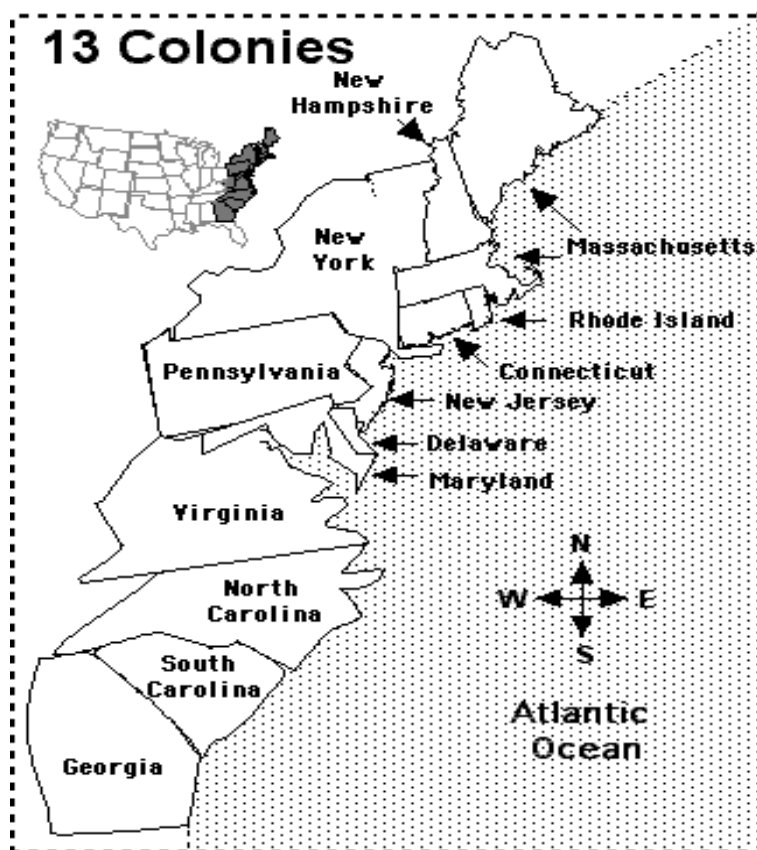 13 Colonies
New
Hampshire
New
York
Massachusetts
Rhode Island
Connecticut
Pennsylvania
New Jersey
Delaware
Maryland
Virginia
N
W E
S
North
Carolina
South
Carolina
Georgia
Atlantic
Ocean